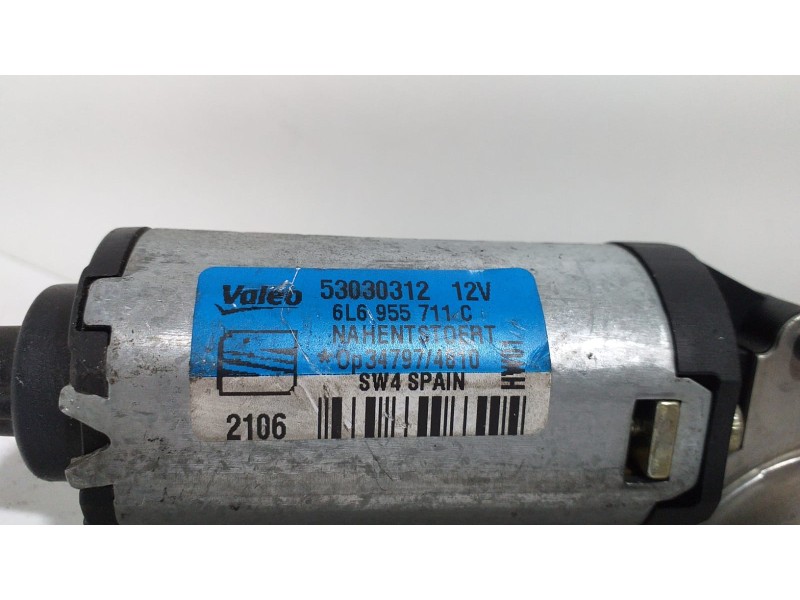 Valeo 53030312 12V
6L6 955 711 C
NAHENTSTOERT
*Op34797/4810
SW4 SPAIN
2106